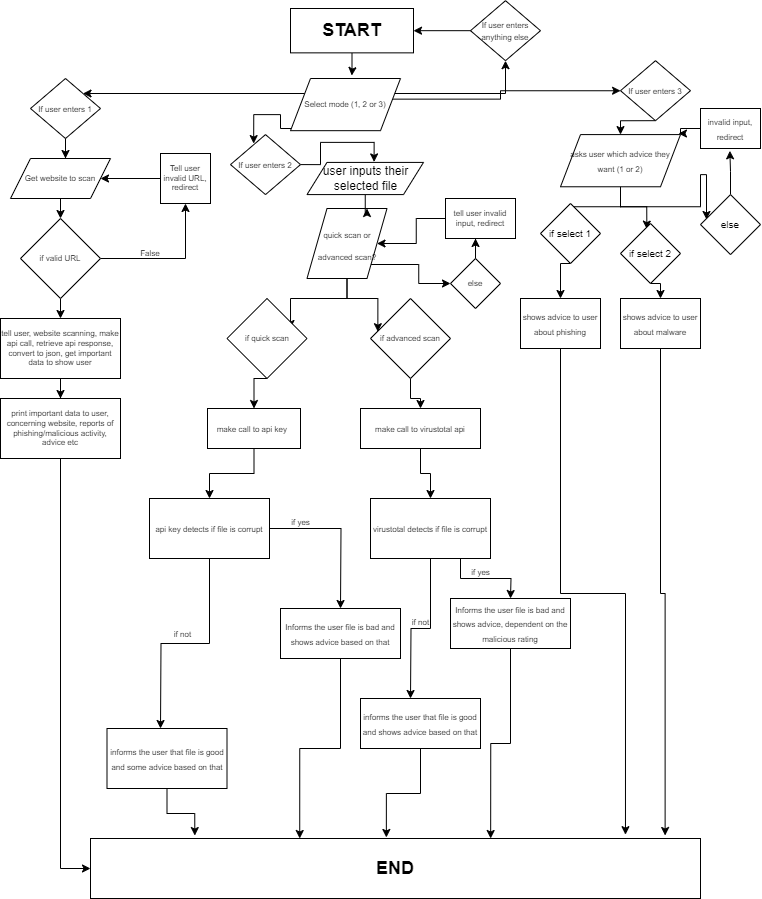 START
If user enters
anything else
If user enters 1
Select mode (1, 2 or 3)
If user enters 3
invalid input,
redirect
asks user which advice they
want (1 or 2)
If user enters 2
user inputs their
selected file
Get website to scan
Tell user
invalid URL,
redirect
tell user invalid
input, redirect
quick scan or
advanced scan?
if select 1
if select 2
else
if valid URL
False
else
shows advice to user
about phishing
shows advice to user
about malware
tell user, website scanning, make
api call, retrieve api response,
convert to json, get important
data to show user
if quick scan
if advanced scan
print important data to user,
concerning website, reports of
phishing/malicious activity,
advice etc
make call to api key
make call to virustotal api
api key detects if file is corrupt
if yes
virustotal detects if file is corrupt
if yes
if not
Informs the user file is bad and
shows advice based on that
if not
Informs the user file is bad and
shows advice, dependent on the
malicious rating
informs the user that file is good
and some advice based on that
informs the user that file is good
and shows advice based on that
END